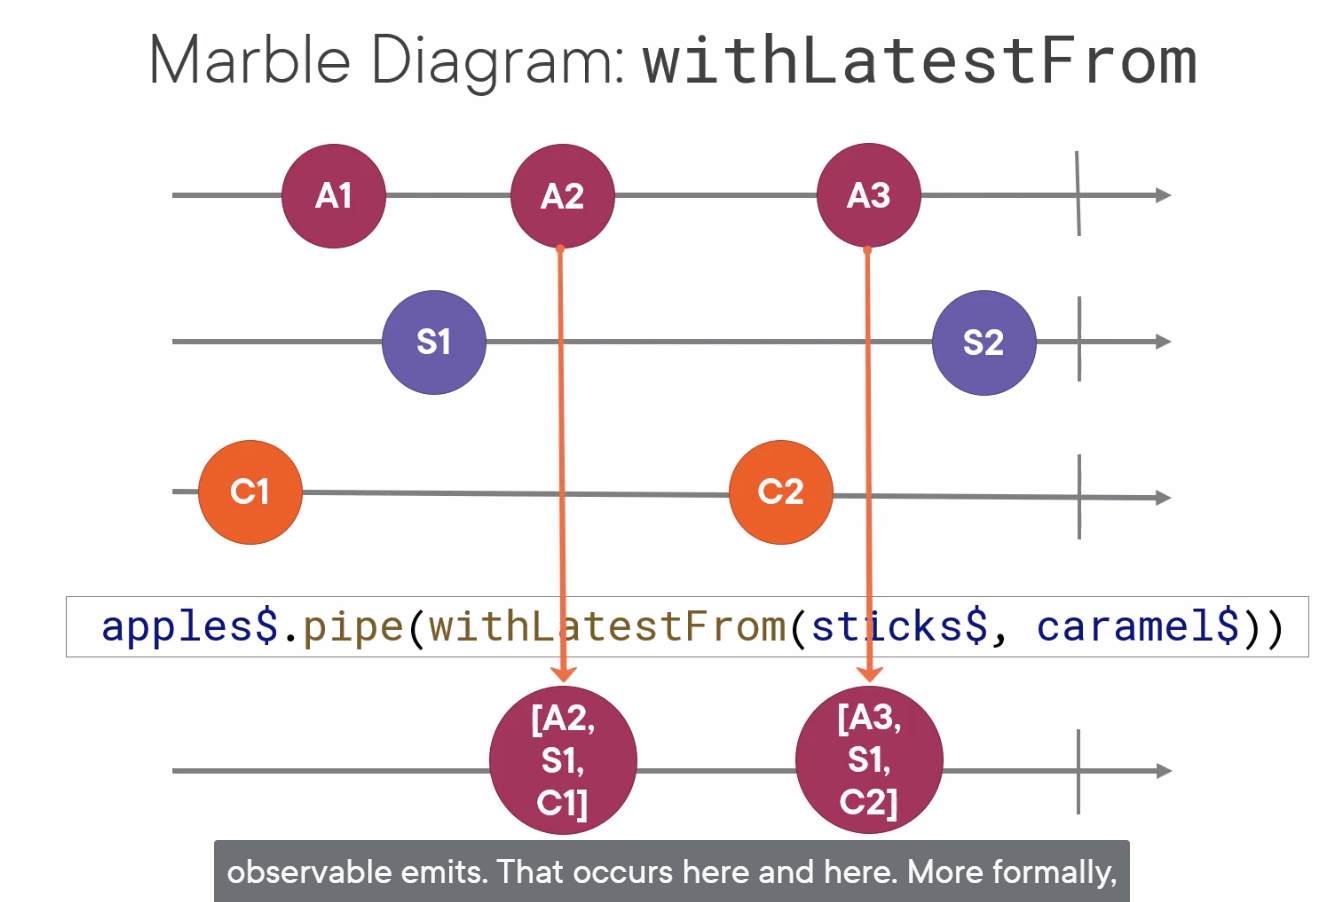 Marble Diagram: withLatestFrom
A1
A2
A3
S1
S2
C1
C2
apples$.pipe(withLatestFrom(sticks$, caramel$))
[A2,
S1,
C1]
[A3,
S1,
C2]
observable emits. That occurs here and here. More formally,